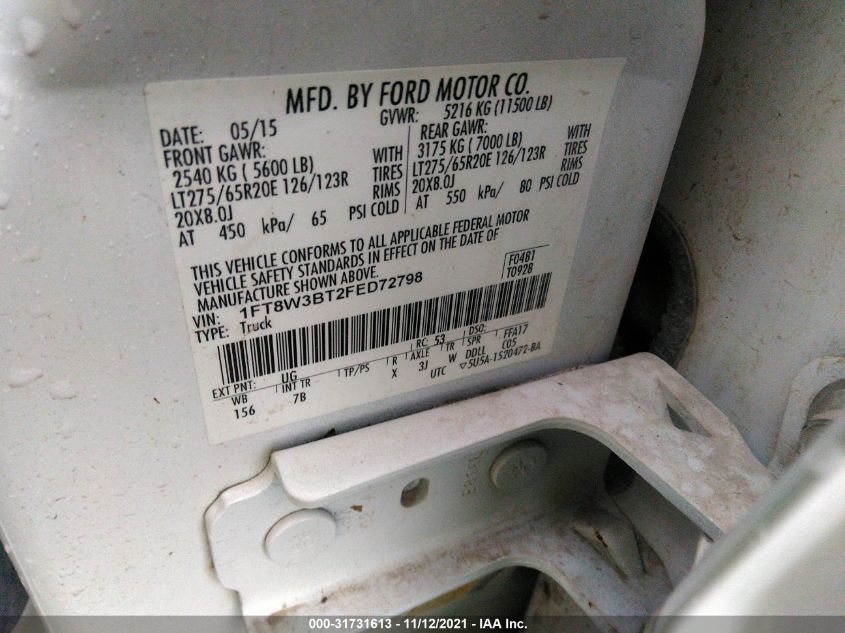 MFD. BY FORD MOTOR CO.
DATE: 05/15 GVWR: 5216 KG (11500 LB)
FRONT GAWR: REAR GAWR:
2540 KG ( 5600 LB) WITH 3175 KG ( 7000 LB) WITH
LT275/65R20E 126/123R TIRES LT275/65R20E 126/123R TIRES
20X8.0J RIMS 20X8.0J RIMS
AT 450 kPa/ 65 PSI COLD AT 550 kPa/ 80 PSI COLD
THIS VEHICLE CONFORMS TO ALL APPLICABLE FEDERAL MOTOR
VEHICLE SAFETY STANDARDS IN EFFECT ON THE DATE OF
MANUFACTURE SHOWN ABOVE.
F04B1
T0928
VIN: 1FT8W3BT2FED72798
TYPE: Truck
EXT PNT: UG RC: 53 DSO: FFA17
WB INT TR TP/PS R AXLE TR SPR C05
156 7B X 3J W DDLL
UTC ▽5U5A-1520472-BA
000-31731613 - 11/12/2021 - IAA Inc.